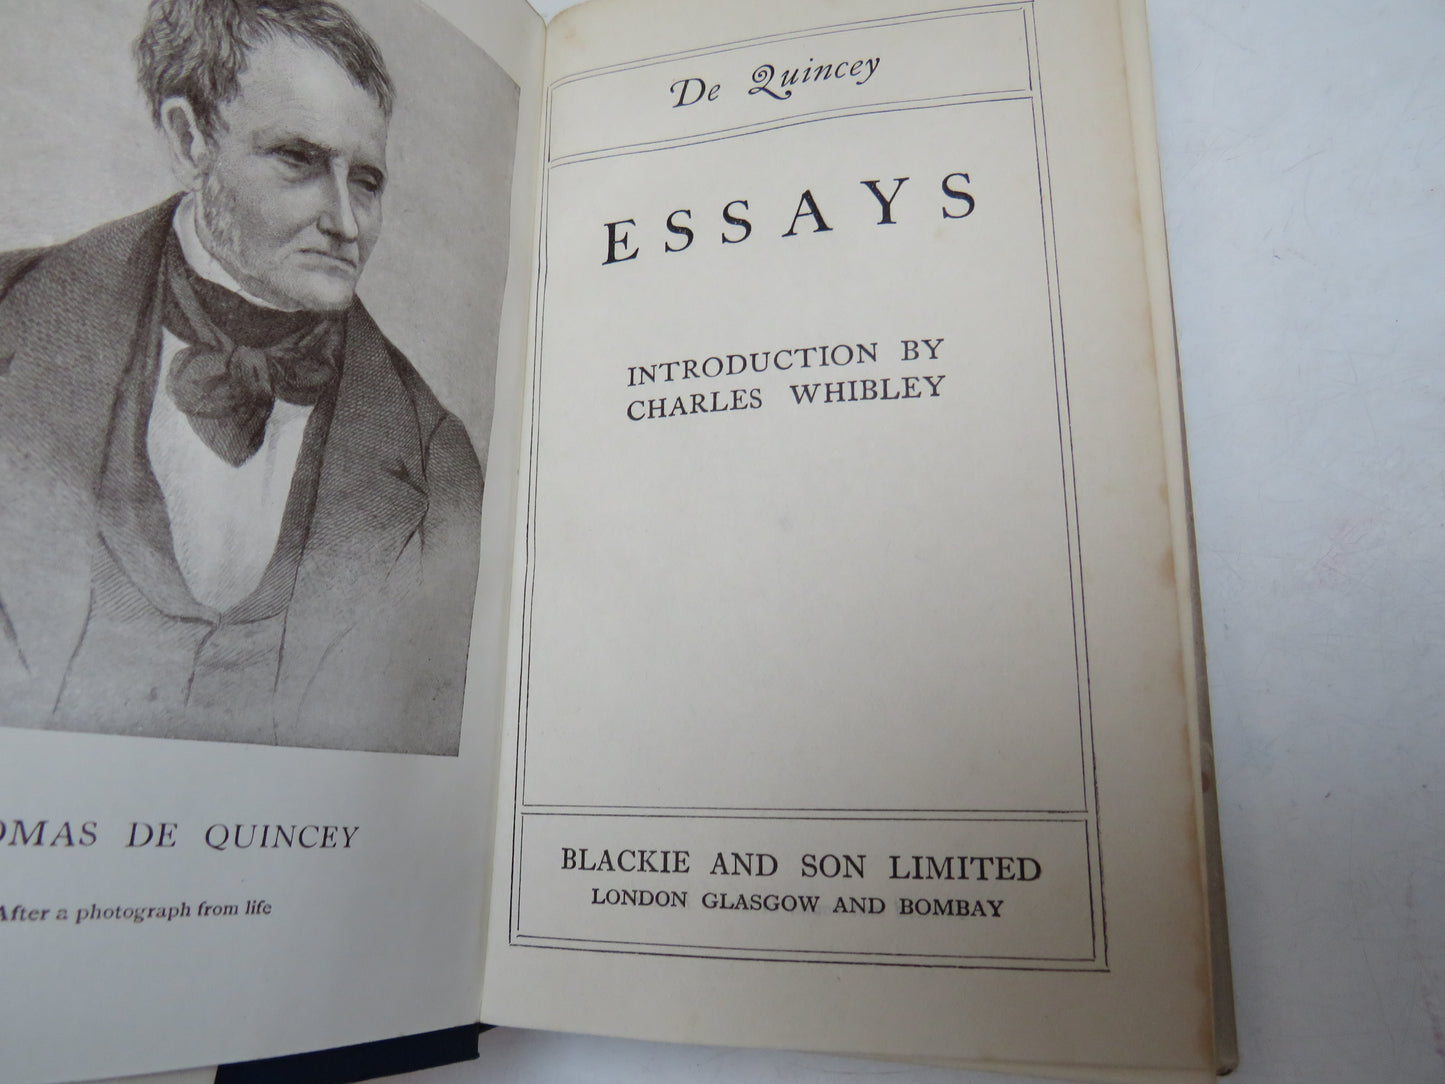 OMAS DE QUINCEY
After a photograph from life
De Quincey
ESSAYS
INTRODUCTION BY
CHARLES WHIBLEY
BLACKIE AND SON LIMITED
LONDON GLASGOW AND BOMBAY